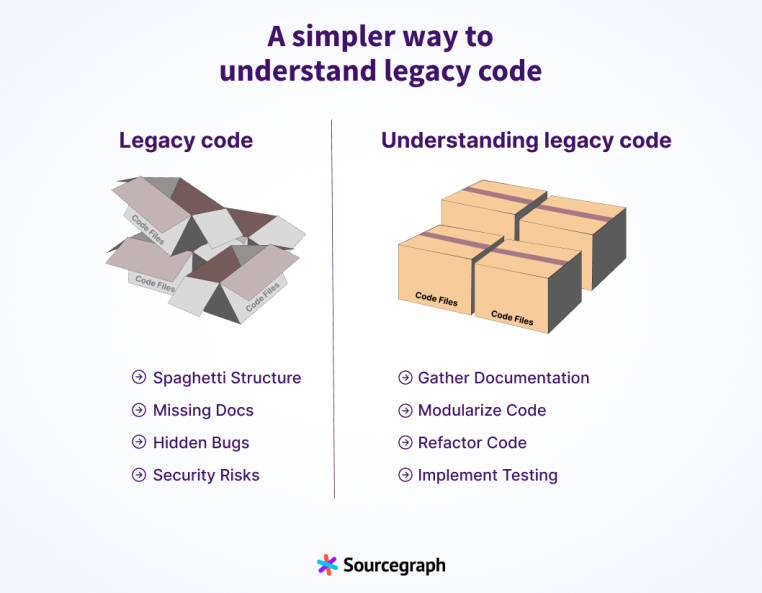 A simpler way to
understand legacy code
Legacy code
Code Files
Code Files
Code Files
Spaghetti Structure
Missing Docs
Hidden Bugs
Security Risks
Understanding legacy code
Code Files
Code Files
Gather Documentation
Modularize Code
Refactor Code
Implement Testing
Sourcegraph